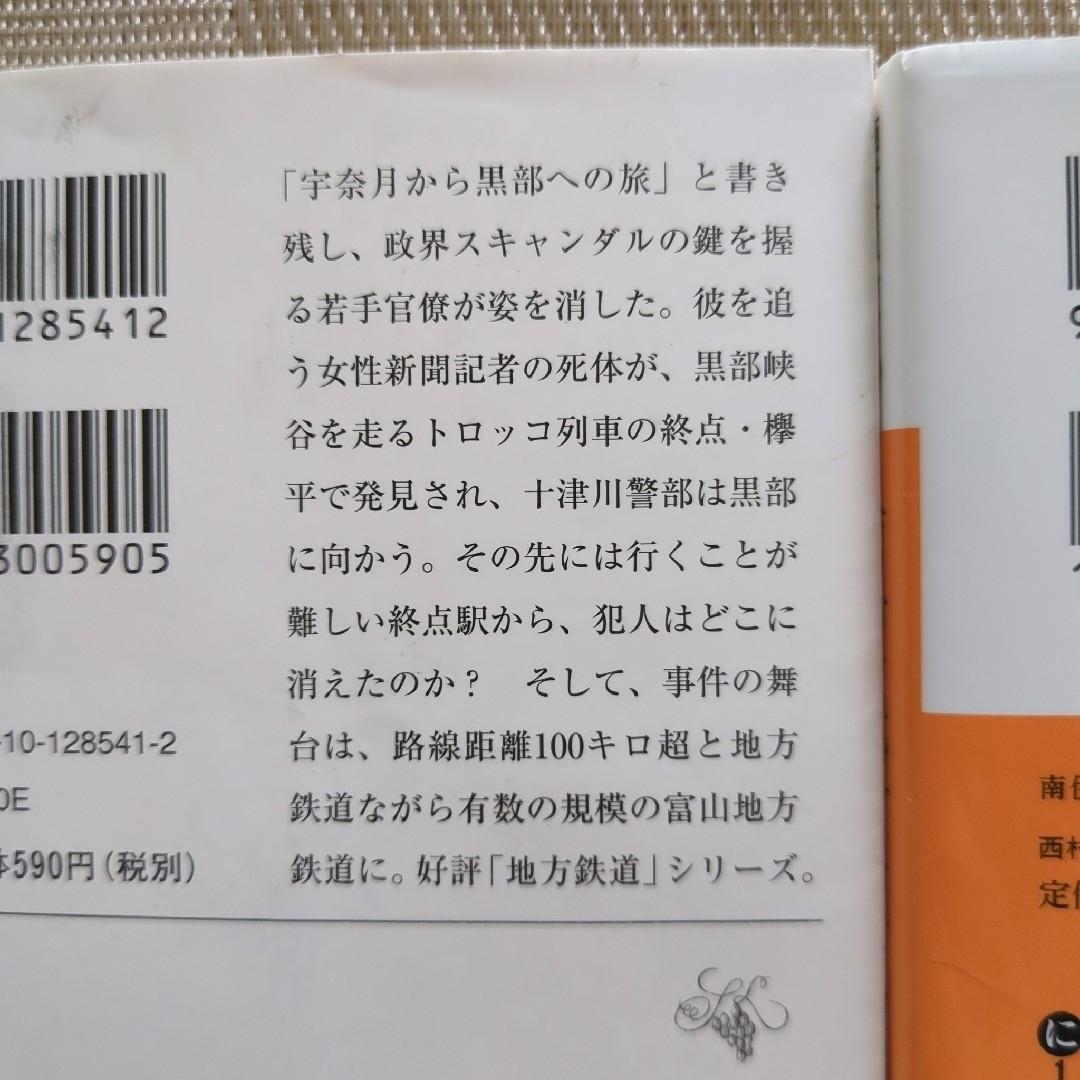 1285412
3005905
-10-128541-2
0E
体590円(税別)
「宇奈月から黒部への旅」と書き
残し、政界スキャンダルの鍵を握
る若手官僚が姿を消した。彼を追
う女性新聞記者の死体が、黒部峡
谷を走るトロッコ列車の終点・欅
平で発見され、十津川警部は黒部
に向かう。その先には行くことが
難しい終点駅から、犯人はどこに
消えたのか？　そして、事件の舞
台は、路線距離100キロ超と地方
鉄道ながら有数の規模の富山地方
鉄道に。好評「地方鉄道」シリーズ。
9
南
西村
定価
に
1